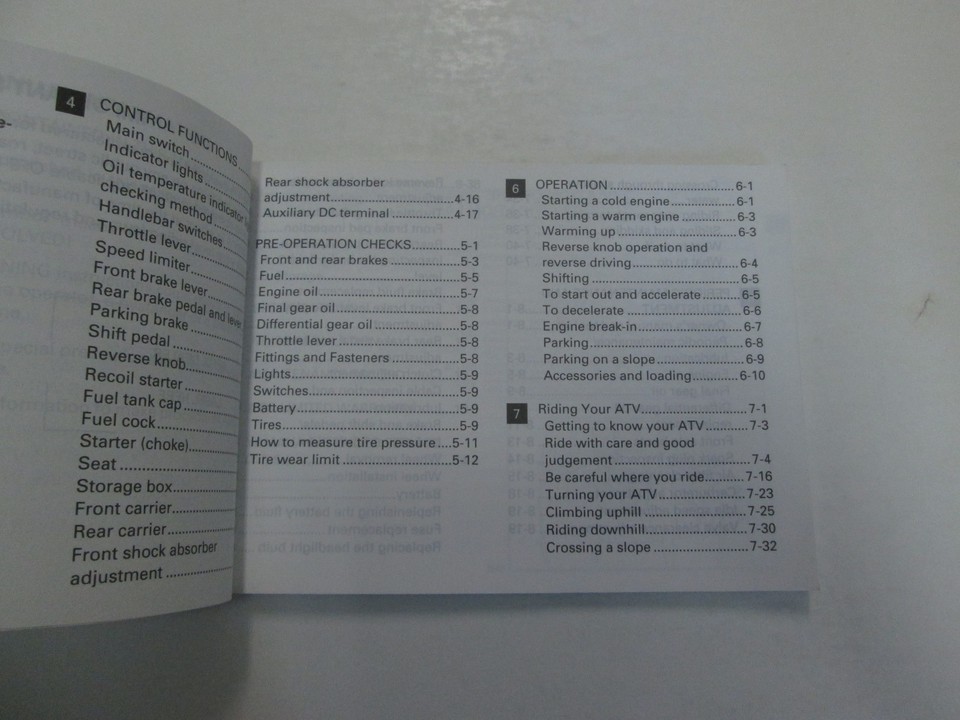 4 CONTROL FUNCTIONS
Main switch
Indicator lights
Oil temperature indicator
checking method
Handlebar switches
Throttle lever
Speed limiter
Front brake lever
Rear brake pedal and lever
Parking brake
Shift pedal
Reverse knob
Recoil starter
Fuel tank cap
Fuel cock
Starter (choke)
Seat
Storage box
Front carrier
Rear carrier
Front shock absorber
adjustment
Rear shock absorber
adjustment 4-16
Auxiliary DC terminal 4-17
PRE-OPERATION CHECKS 5-1
Front and rear brakes 5-3
Fuel 5-5
Engine oil 5-7
Final gear oil 5-8
Differential gear oil 5-8
Throttle lever 5-8
Fittings and Fasteners 5-8
Lights 5-9
Switches 5-9
Battery 5-9
Tires 5-9
How to measure tire pressure 5-11
Tire wear limit 5-12
6 OPERATION 6-1
Starting a cold engine 6-1
Starting a warm engine 6-3
Warming up 6-3
Reverse knob operation and
reverse driving 6-4
Shifting 6-5
To start out and accelerate 6-5
To decelerate 6-6
Engine break-in 6-7
Parking 6-8
Parking on a slope 6-9
Accessories and loading 6-10
7 Riding Your ATV 7-1
Getting to know your ATV 7-3
Ride with care and good
judgement 7-4
Be careful where you ride 7-16
Turning your ATV 7-23
Climbing uphill 7-25
Riding downhill 7-30
Crossing a slope 7-32